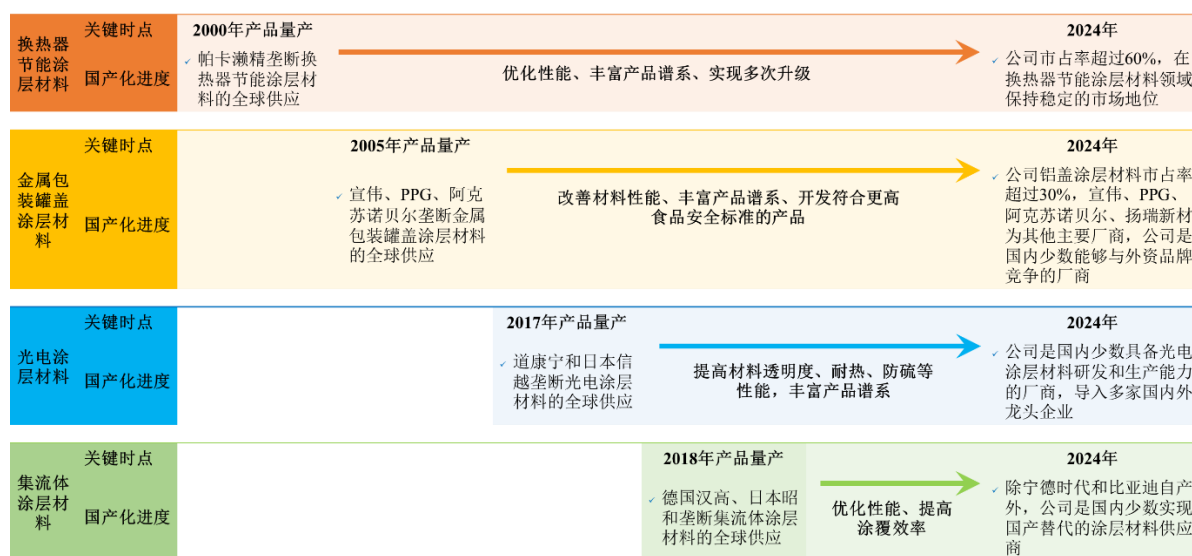 换热器
节能涂
层材料
关键时点
国产化进度
2000年产品量产
帕卡濑精垄断换
热器节能涂层材
料的全球供应
优化性能、丰富产品谱系、实现多次升级
2024年
公司市占率超过60%，在
换热器节能涂层材料领域
保持稳定的市场地位
金属包
装罐盖
涂层材
料
关键时点
国产化进度
2005年产品量产
宣伟、PPG、阿克
苏诺贝尔垄断金属
包装罐盖涂层材料
的全球供应
改善材料性能、丰富产品谱系、开发符合更高
食品安全标准的产品
2024年
公司铝盖涂层材料市占率
超过30%，宣伟、PPG、
阿克苏诺贝尔、扬瑞新材
为其他主要厂商，公司是
国内少数能够与外资品牌
竞争的厂商
光电涂
层材料
关键时点
国产化进度
2017年产品量产
道康宁和日本信
越垄断光电涂层
材料的全球供应
提高材料透明度、耐热、防硫等
性能，丰富产品谱系
2024年
公司是国内少数具备光电
涂层材料研发和生产能力
的厂商，导入多家国内外
龙头企业
集流体
涂层材
料
关键时点
国产化进度
2018年产品量产
德国汉高、日本昭
和垄断集流体涂层
材料的全球供应
优化性能、提高
涂覆效率
2024年
除宁德时代和比亚迪自产
外，公司是国内少数实现
国产替代的涂层材料供应
商